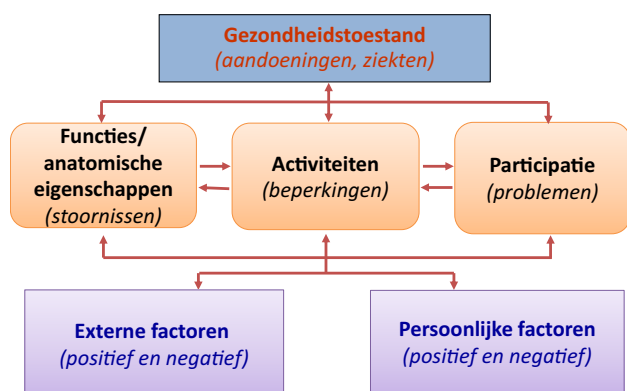 Gezondheidstoestand
(aandoeningen, ziekten)
Functies/
anatomische
eigenschappen
(stoornissen)
Activiteiten
(beperkingen)
Participatie
(problemen)
Externe factoren
(positief en negatief)
Persoonlijke factoren
(positief en negatief)